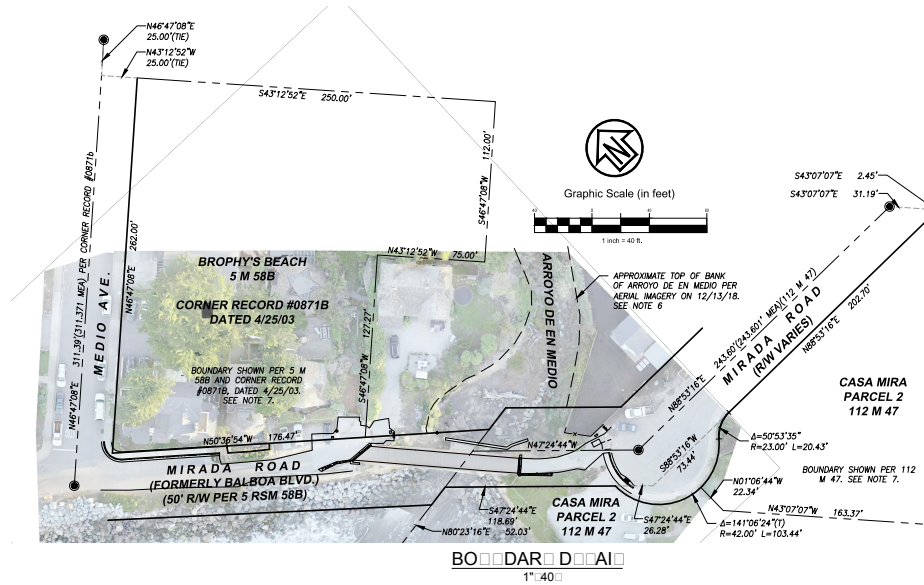 N46°47'08"E
25.00'(TIE)
N43°12'52"W
25.00'(TIE)
S43°12'52"E 250.00'
S46°47'08"W 112.00'
N43°12'52"W 75.00'
S46°47'08"W 127.27'
N46°47'08"E 262.00'
MEDIO AVE.
N46°47'08"E 311.39'(311.371 MEA) PER CORNER RECORD #0871b
BROPHY'S BEACH
5 M 58B
CORNER RECORD #0871B
DATED 4/25/03
BOUNDARY SHOWN PER 5 M
58B AND CORNER RECORD
#0871B, DATED 4/25/03.
SEE NOTE 7.
N50°36'54"W 176.47'
MIRADA ROAD
(FORMERLY BALBOA BLVD.)
(50' R/W PER 5 RSM 58B)
Graphic Scale (in feet)
40
0
40
80
1 inch = 40 ft.
ARROYO DE EN MEDIO
APPROXIMATE TOP OF BANK
OF ARROYO DE EN MEDIO PER
AERIAL IMAGERY ON 12/13/18.
SEE NOTE 6
S43°07'07"E 2.45'
S43°07'07"E 31.19'
243.60'(243.601' MEA)(112 M 47)
N88°53'16"E
MIRADA ROAD
(R/W VARIES)
N88°53'16"E 202.70'
CASA MIRA
PARCEL 2
112 M 47
Δ=50°53'35"
R=23.00' L=20.43'
BOUNDARY SHOWN PER 112
M 47. SEE NOTE 7.
N47°24'44"W
S88°53'16"W
73.44'
N01°06'44"W
22.34'
N43°07'07"W 163.37'
Δ=141°06'24"(T)
R=42.00' L=103.44'
S47°24'44"E
26.28'
CASA MIRA
PARCEL 2
112 M 47
S47°24'44"E
118.69'
N80°23'16"E 52.03'
BO□□DAR□ D□□AI□
1"□40□